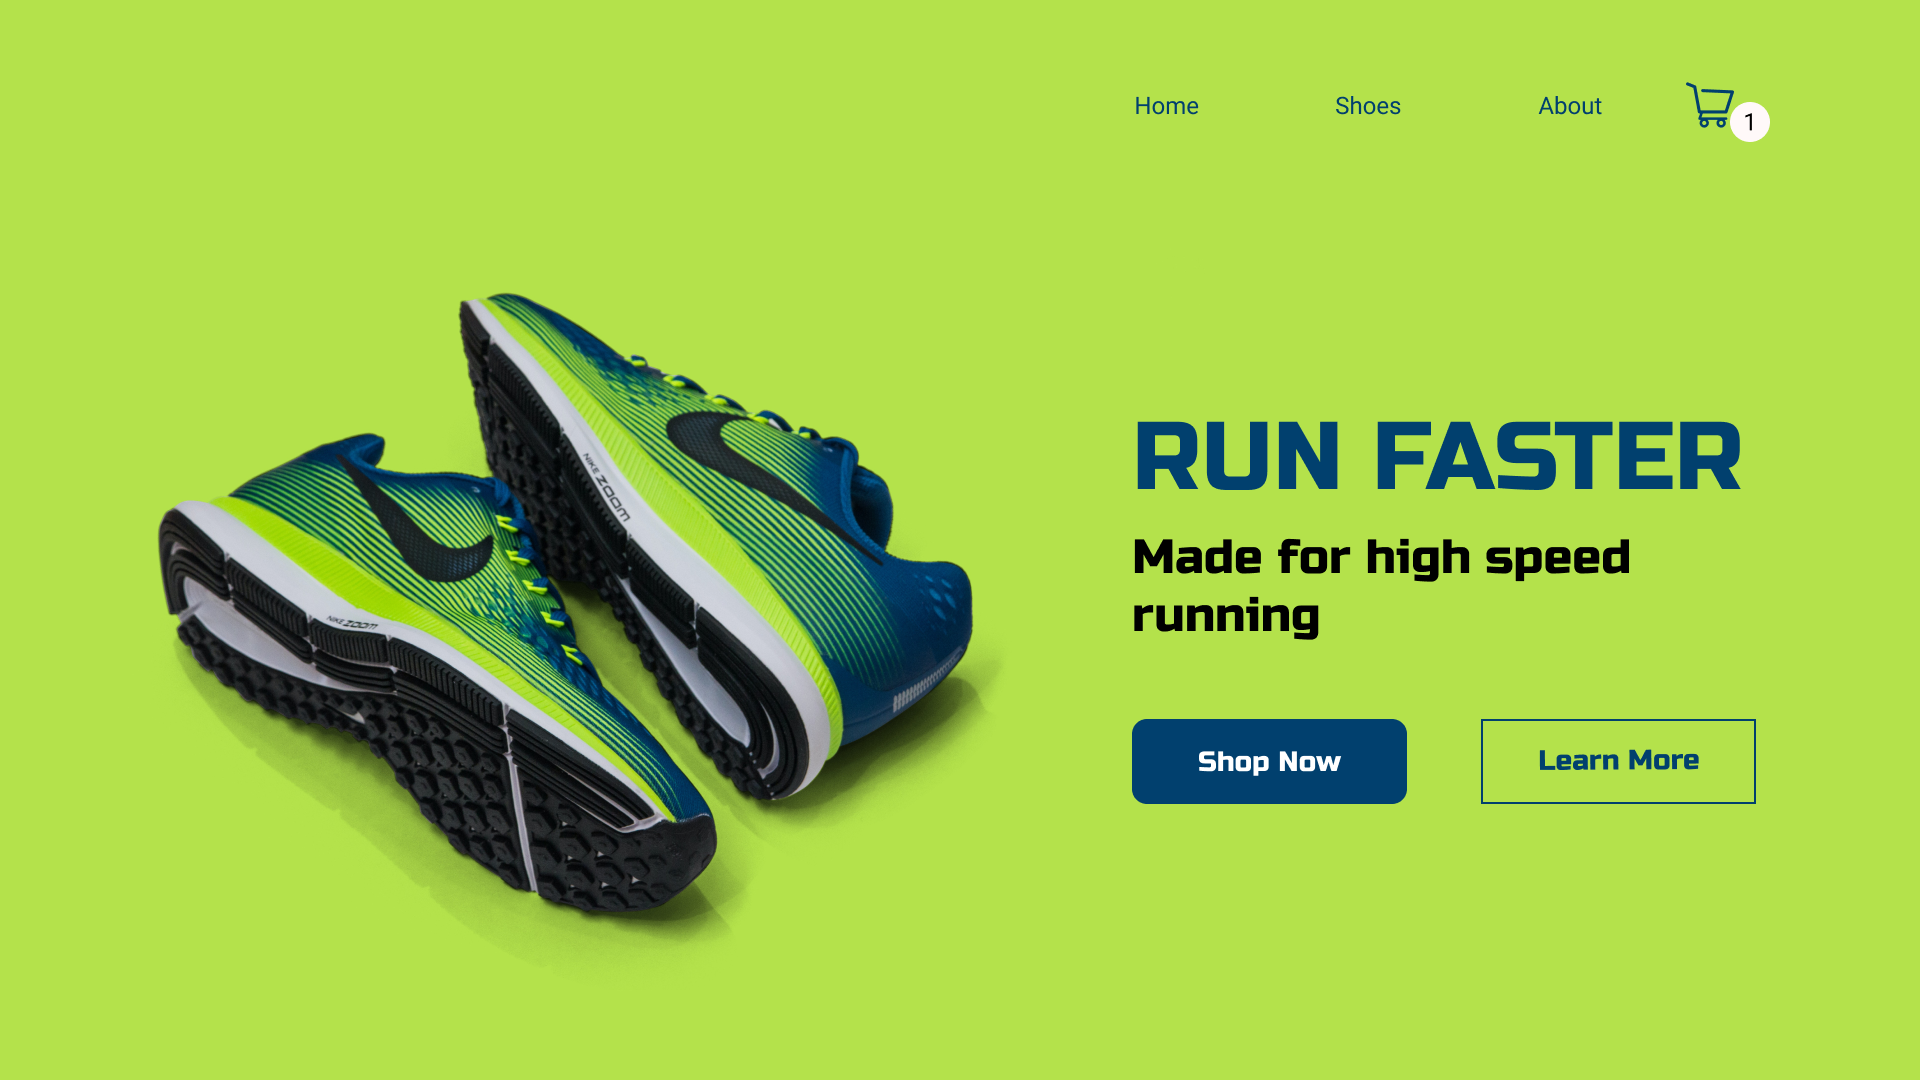 Home
Shoes
About
1
NIKE ZOOM
NIKE ZOOM
RUN FASTER
Made for high speed
running
Shop Now
Learn More